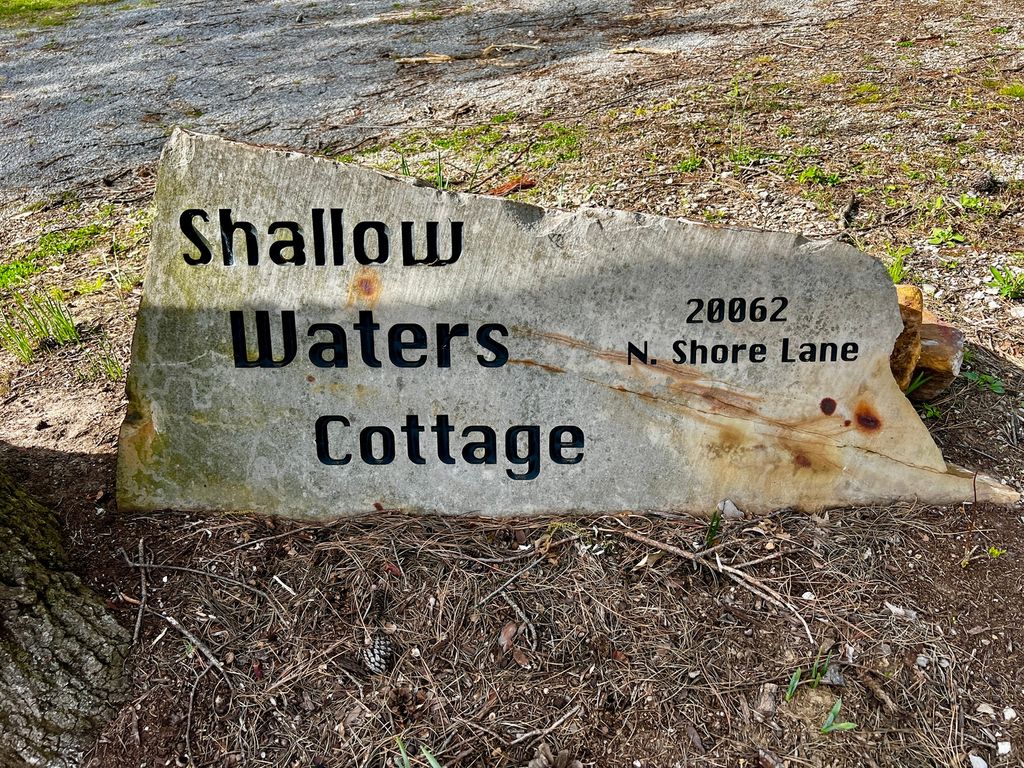 Shallow
Waters
Cottage
20062
N. Shore Lane